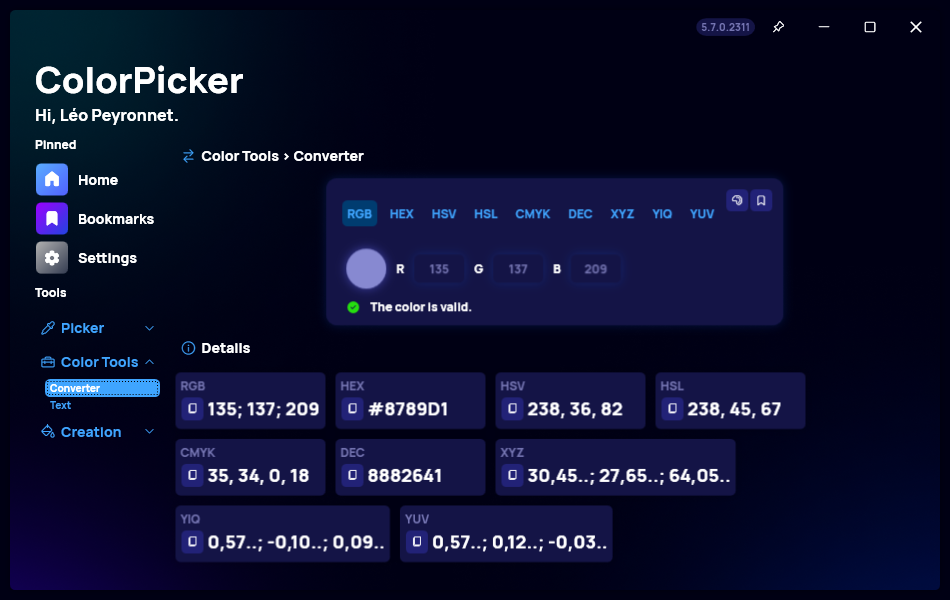 5.7.0.2311
ColorPicker
Hi, Léo Peyronnet.
Pinned
Home
Bookmarks
Settings
Tools
Picker
Color Tools
Converter
Text
Creation
Color Tools > Converter
RGB HEX HSV HSL CMYK DEC XYZ YIQ YUV
R 135 G 137 B 209
The color is valid.
Details
RGB HEX HSV HSL
135; 137; 209 #8789D1 238, 36, 82 238, 45, 67
CMYK DEC XYZ
35, 34, 0, 18 8882641 30,45..; 27,65..; 64,05..
YIQ YUV
0,57..; -0,10..; 0,09.. 0,57..; 0,12..; -0,03..